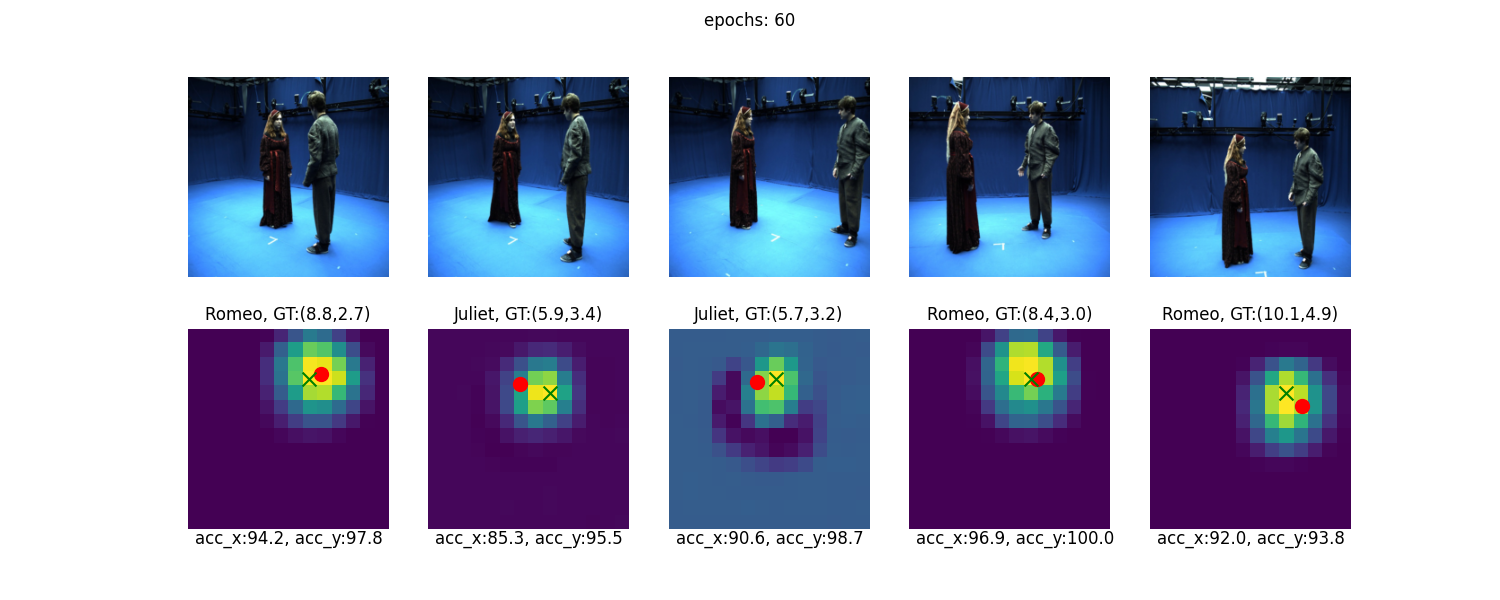 epochs: 60
Romeo, GT:(8.8,2.7)
Juliet, GT:(5.9,3.4)
Juliet, GT:(5.7,3.2)
Romeo, GT:(8.4,3.0)
Romeo, GT:(10.1,4.9)
acc_x:94.2, acc_y:97.8
acc_x:85.3, acc_y:95.5
acc_x:90.6, acc_y:98.7
acc_x:96.9, acc_y:100.0
acc_x:92.0, acc_y:93.8